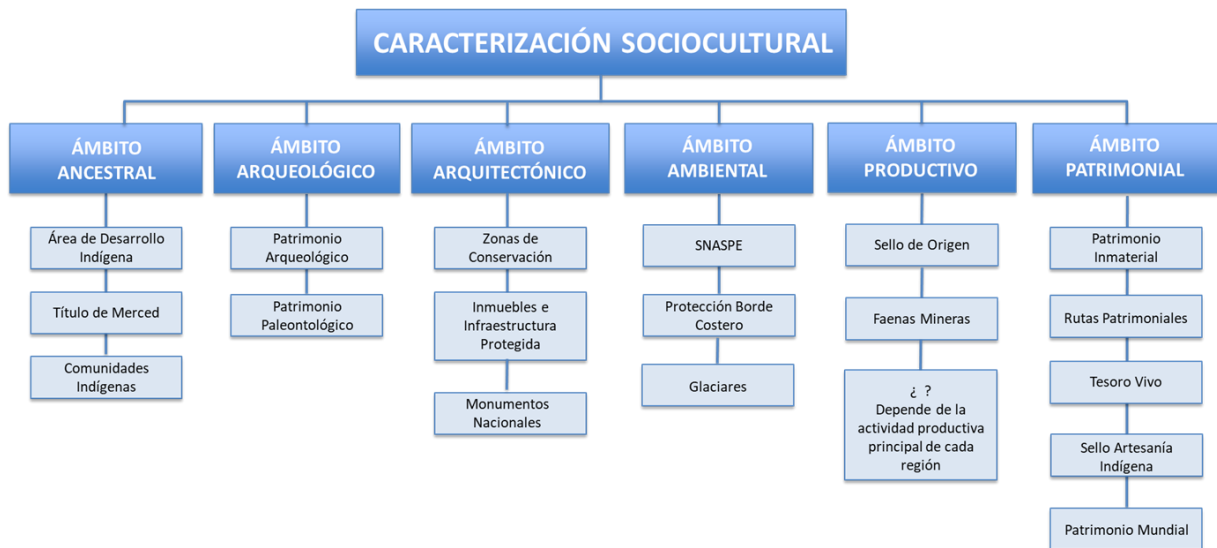 CARACTERIZACIÓN SOCIOCULTURAL
ÁMBITO
ANCESTRAL
Área de Desarrollo
Indígena
Título de Merced
Comunidades
Indígenas
ÁMBITO
ARQUEOLÓGICO
Patrimonio
Arqueológico
Patrimonio
Paleontológico
ÁMBITO
ARQUITECTÓNICO
Zonas de
Conservación
Inmuebles e
Infraestructura
Protegida
Monumentos
Nacionales
ÁMBITO
AMBIENTAL
SNASPE
Protección Borde
Costero
Glaciares
ÁMBITO
PRODUCTIVO
Sello de Origen
Faenas Mineras
¿ ?
Depende de la
actividad productiva
principal de cada
región
ÁMBITO
PATRIMONIAL
Patrimonio
Inmaterial
Rutas Patrimoniales
Tesoro Vivo
Sello Artesanía
Indígena
Patrimonio Mundial